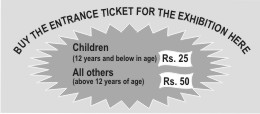 BUY THE ENTRANCE TICKET FOR THE EXHIBITION HERE
Children
(12 years and below in age) Rs. 25
All others
(above 12 years of age) Rs. 50